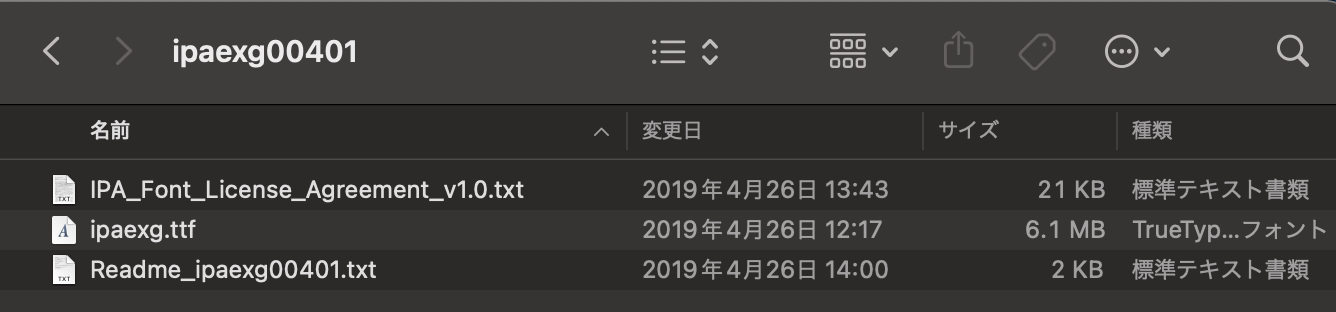 ipaexg00401
名前 変更日 サイズ 種類
IPA_Font_License_Agreement_v1.0.txt 2019年4月26日 13:43 21 KB 標準テキスト書類
ipaexg.ttf 2019年4月26日 12:17 6.1 MB TrueTyp...フォント
Readme_ipaexg00401.txt 2019年4月26日 14:00 2 KB 標準テキスト書類